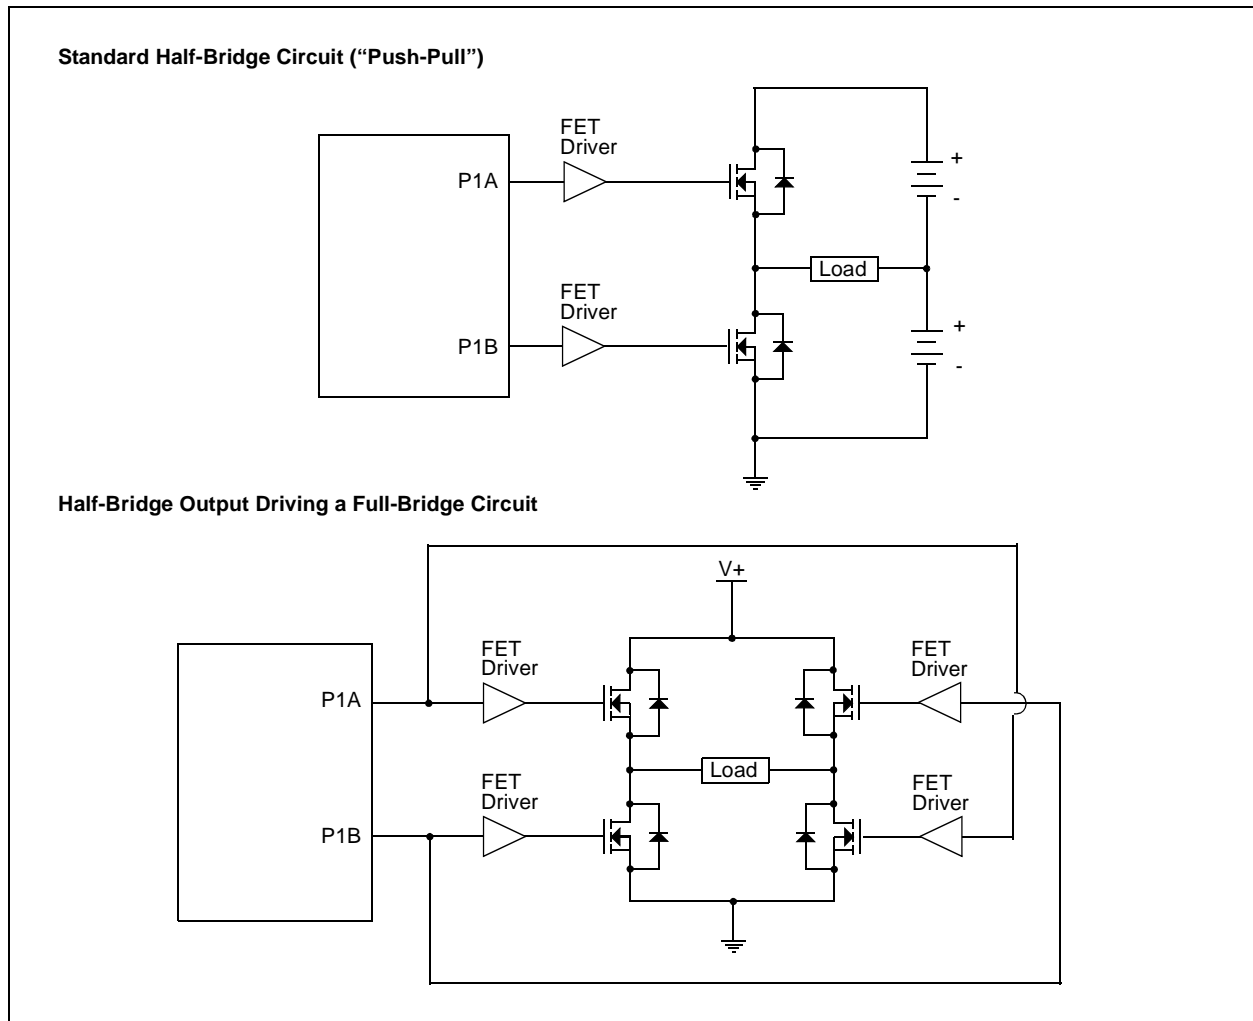 Standard Half-Bridge Circuit (“Push-Pull”)
FET
Driver
P1A
+
-
Load
FET
Driver
P1B
+
-
Half-Bridge Output Driving a Full-Bridge Circuit
V+
FET
Driver
FET
Driver
P1A
Load
FET
Driver
FET
Driver
P1B